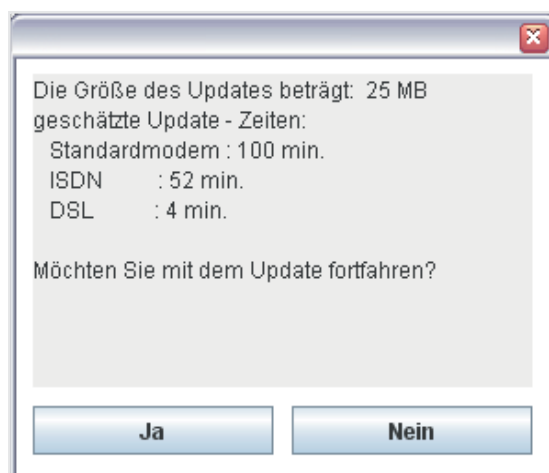 Die Größe des Updates beträgt: 25 MB
geschätzte Update - Zeiten:
Standardmodem : 100 min.
ISDN : 52 min.
DSL : 4 min.
Möchten Sie mit dem Update fortfahren?
Ja Nein